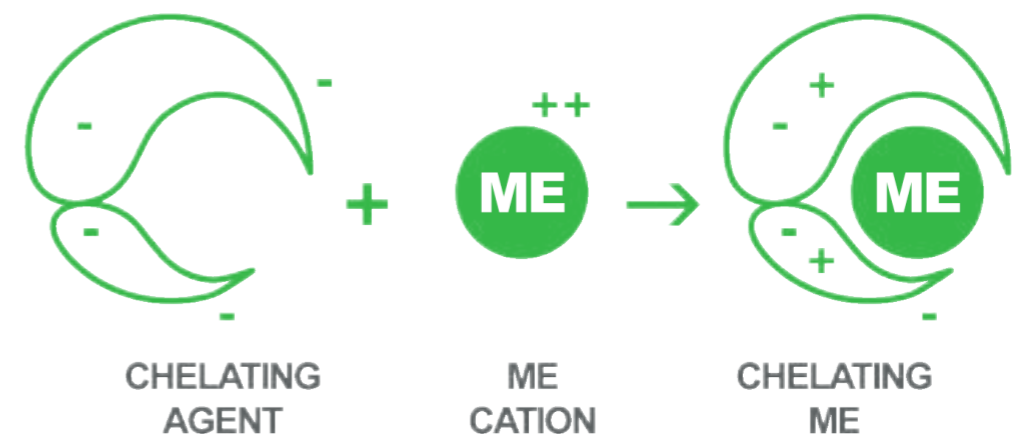 - - - -
+
++
ME
→
+ - - + -
ME
CHELATING
AGENT
ME
CATION
CHELATING
ME